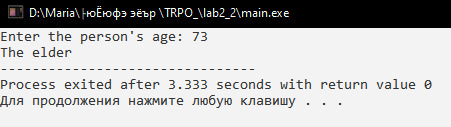 D:\Maria\├юЁюфэ эёър \TRPO_\lab2_2\main.exe
Enter the person's age: 73
The elder
--------------------------------
Process exited after 3.333 seconds with return value 0
Для продолжения нажмите любую клавишу . . .